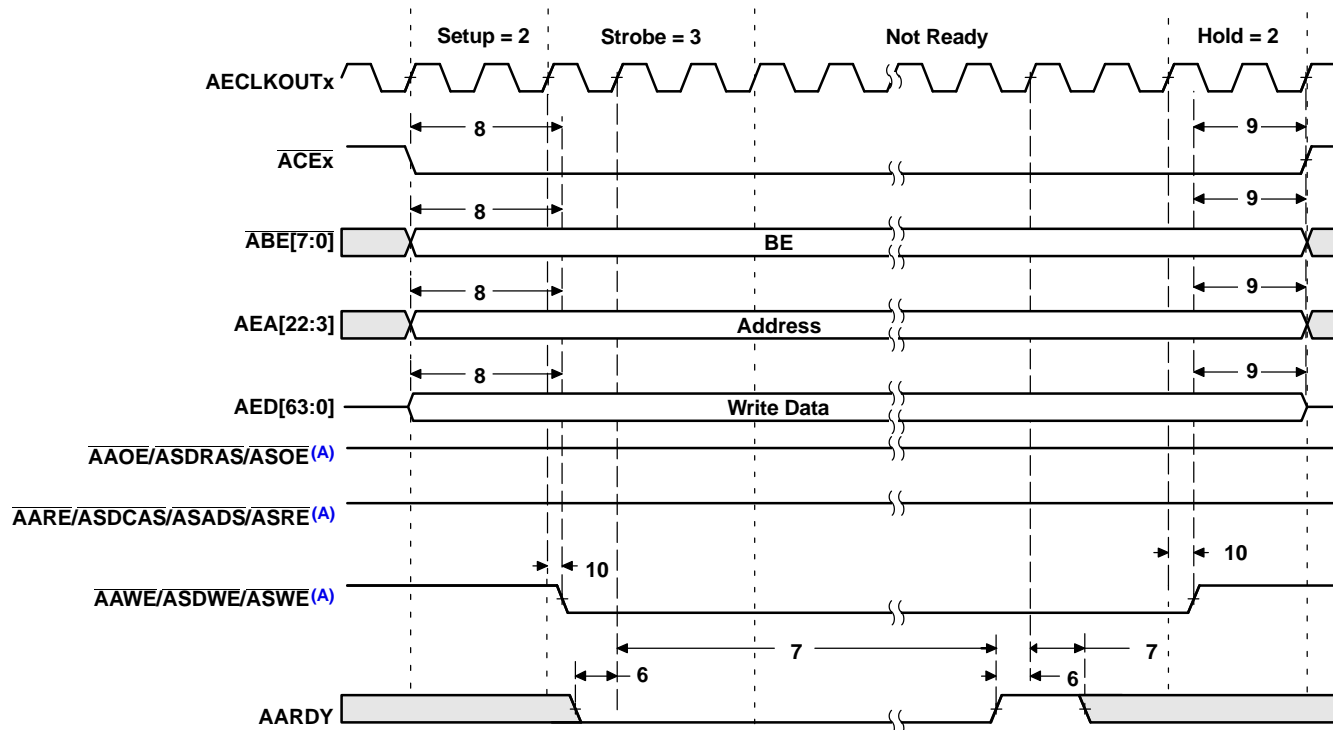 Setup = 2 Strobe = 3 Not Ready Hold = 2
AECLKOUTx
8 9
ACEx
8 9
ABE[7:0] BE
8 9
AEA[22:3] Address
8 9
AED[63:0] Write Data
AAOE/ASDRAS/ASOE(A)
AARE/ASDCAS/ASADS/ASRE(A)
10 10
AAWE/ASDWE/ASWE(A)
7 7
6 6
AARDY